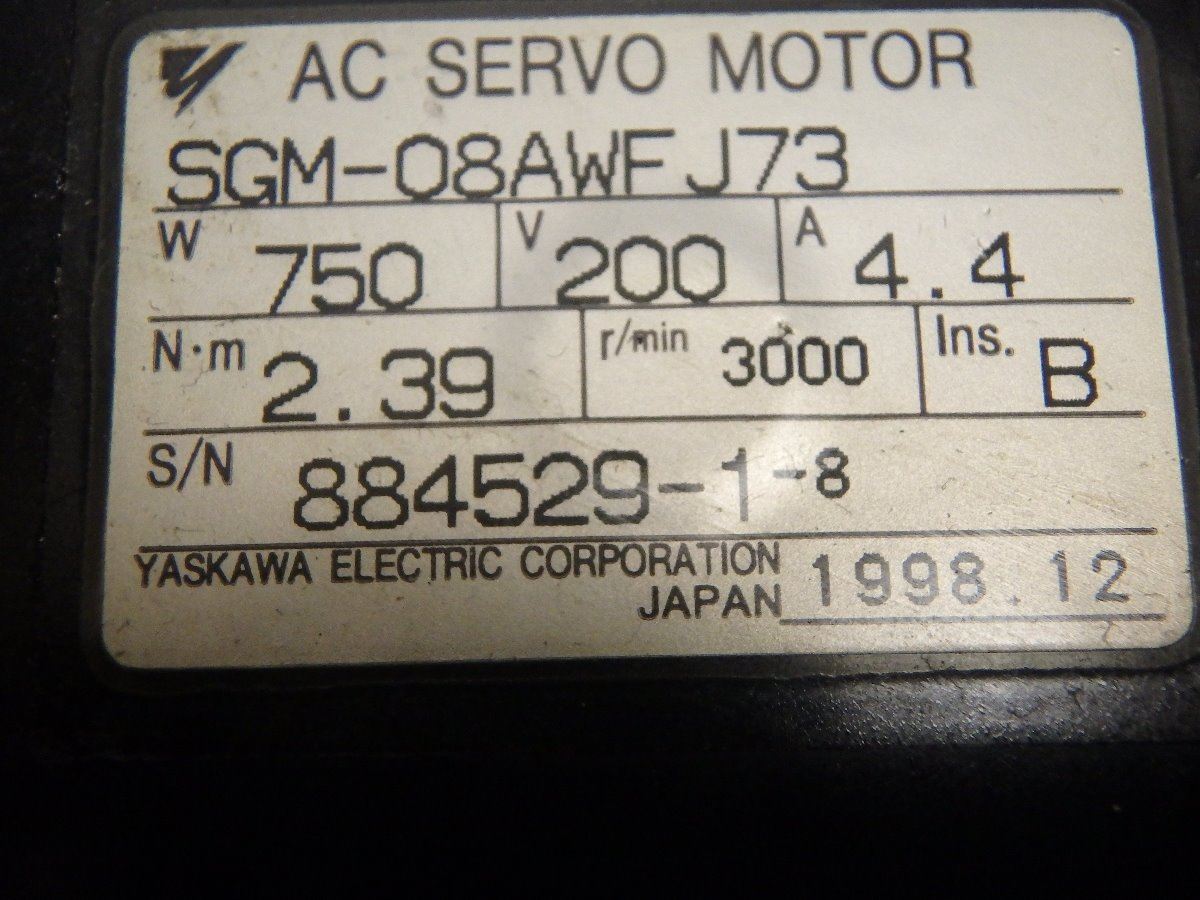 AC SERVO MOTOR
SGM-08AWFJ73
W 750 V 200 A 4.4
N·m 2.39 r/min 3000 Ins. B
S/N 884529-1-8
YASKAWA ELECTRIC CORPORATION
JAPAN 1998.12